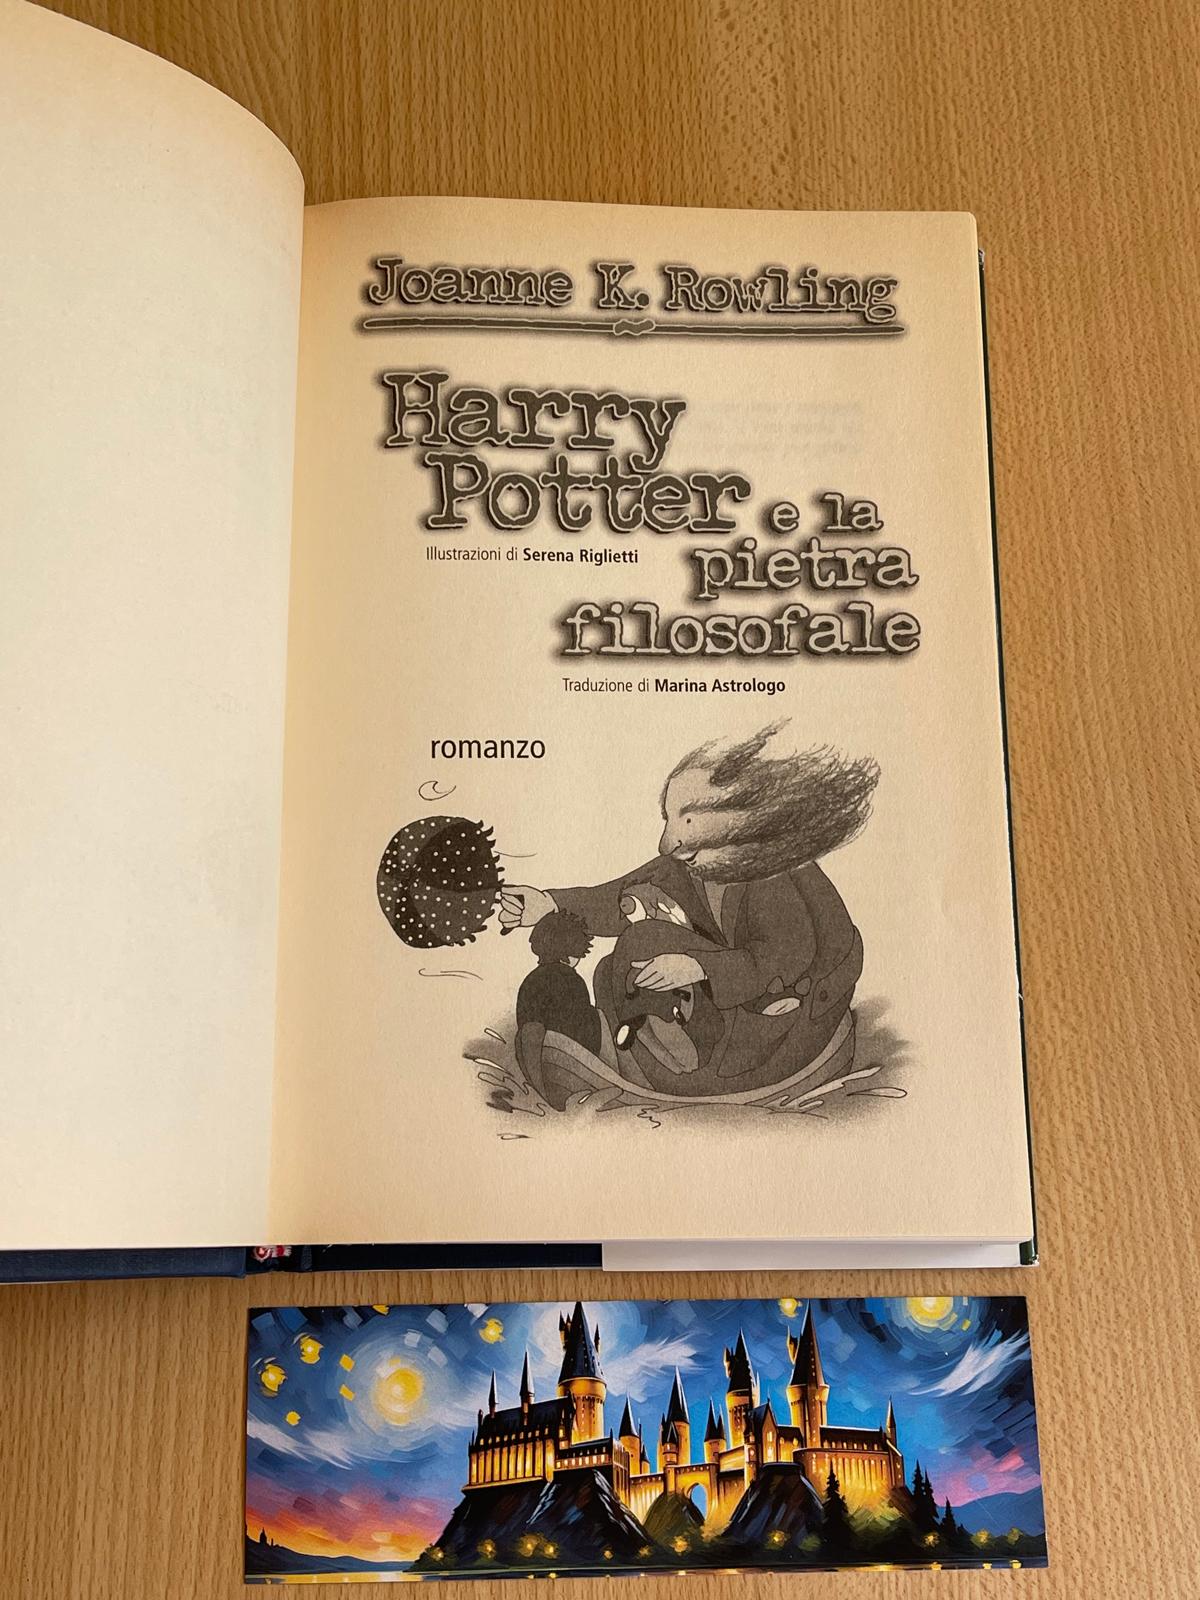 Joanne K. Rowling
Harry
Potter e la
Illustrazioni di Serena Riglietti
pietra
filosofale
Traduzione di Marina Astrologo
romanzo